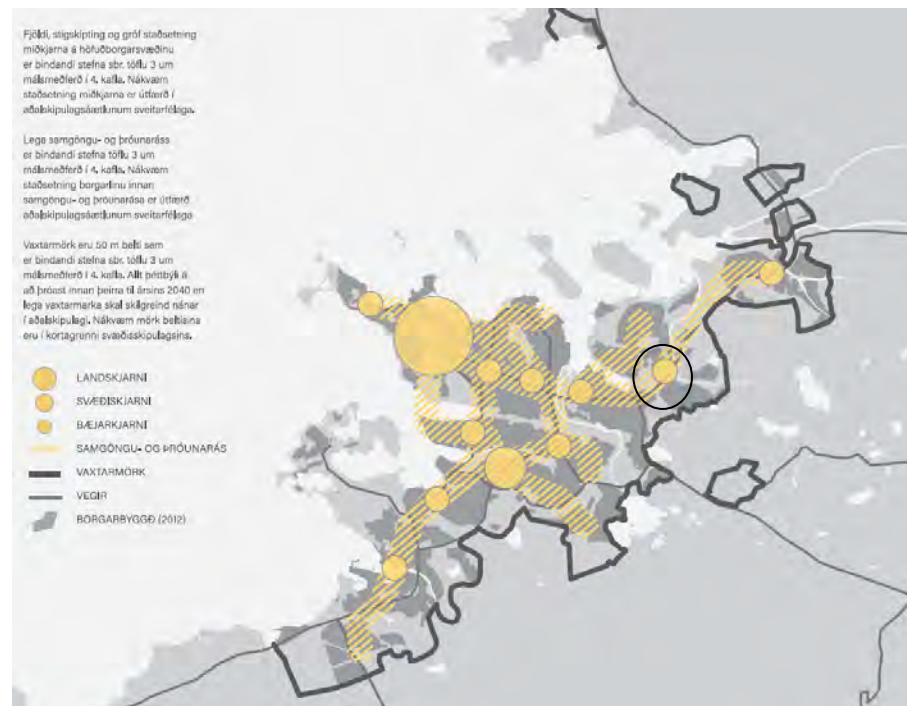 Fjöldi, stigskipting og gróf staðsetning
miðkjarna á höfuðborgarsvæðinu
er bindandi stefna sbr. töflu 3 um
málsmeðferð í 4. kafla. Nákvæm
staðsetning miðkjarna er útfærð í
aðalskipulagsáætlunum sveitarfélaga.
Lega samgöngu- og þróunaráss
er bindandi stefna töflu 3 um
málsmeðferð í 4. kafla. Nákvæm
staðsetning borgarlínu innan
samgöngu- og þróunarása er útfærð
aðalskipulagsáætlunum sveitarfélaga
Vaxtarmörk eru 50 m belti sem
er bindandi stefna sbr. töflu 3 um
málsmeðferð í 4. kafla. Allt þéttbýli á
að þróast innan þeirra til ársins 2040 en
lega vaxtarmarka skal skilgreind nánar
í aðalskipulagi. Nákvæm mörk beltisins
eru í kortagrunni svæðisskipulagsins.
LANDSKJARNI
SVÆÐISKJARNI
BÆJARKJARNI
SAMGÖNGU- OG ÞRÓUNARÁS
VAXTARMÖRK
VEGIR
BORGARBYGGÐ (2012)